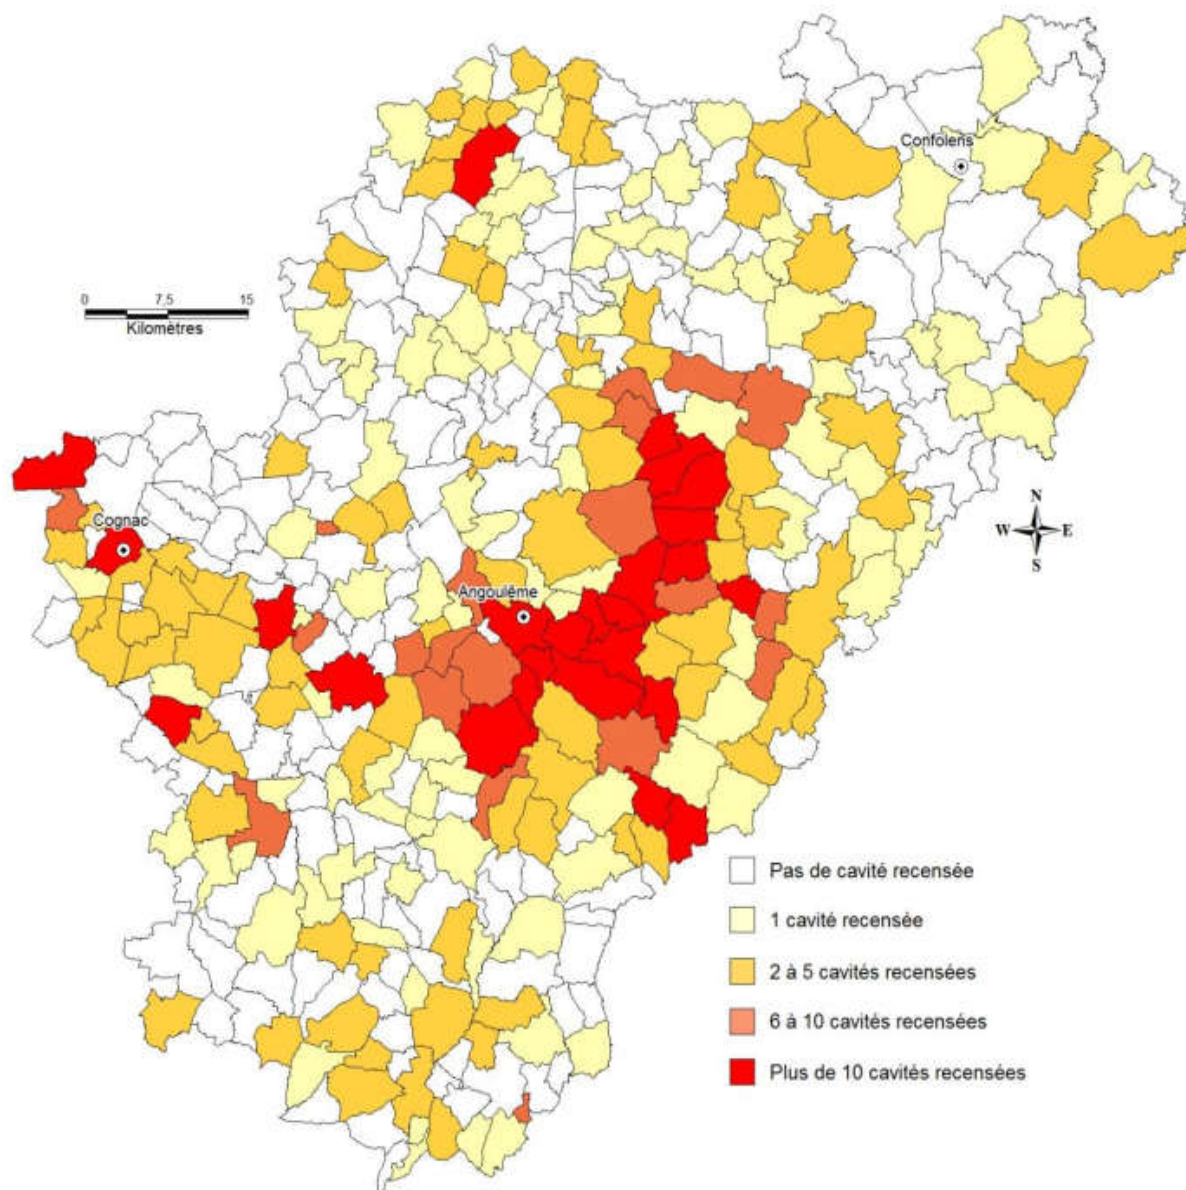 Confolens
0 7,5 15
Kilomètres
N
W E
S
Cognac
Angoulême
Pas de cavité recensée
1 cavité recensée
2 à 5 cavités recensées
6 à 10 cavités recensées
Plus de 10 cavités recensées